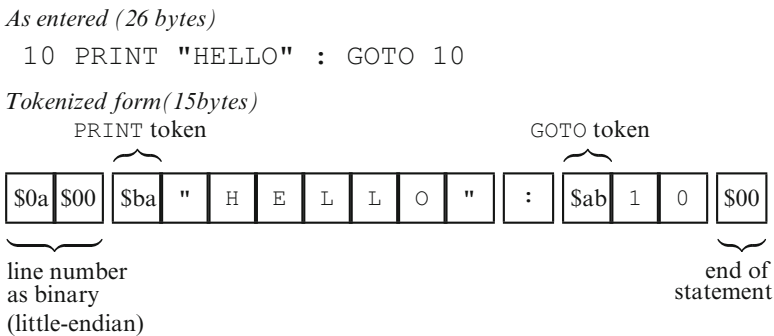 As entered (26 bytes)
10 PRINT "HELLO" : GOTO 10
Tokenized form(15bytes)
PRINT token GOTO token
$0a $00 $ba " H E L L O " : $ab 1 0 $00
line number
as binary
(little-endian)
end of
statement